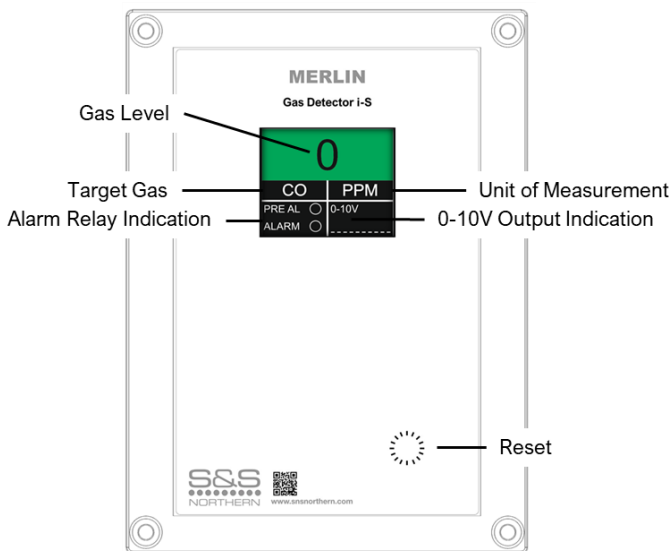 MERLIN
Gas Detector i-S
Gas Level
0
Target Gas
CO
PPM
Unit of Measurement
Alarm Relay Indication
PRE AL
0-10V
0-10V Output Indication
ALARM
Reset
S&S
NORTHERN
www.snsnorthern.com